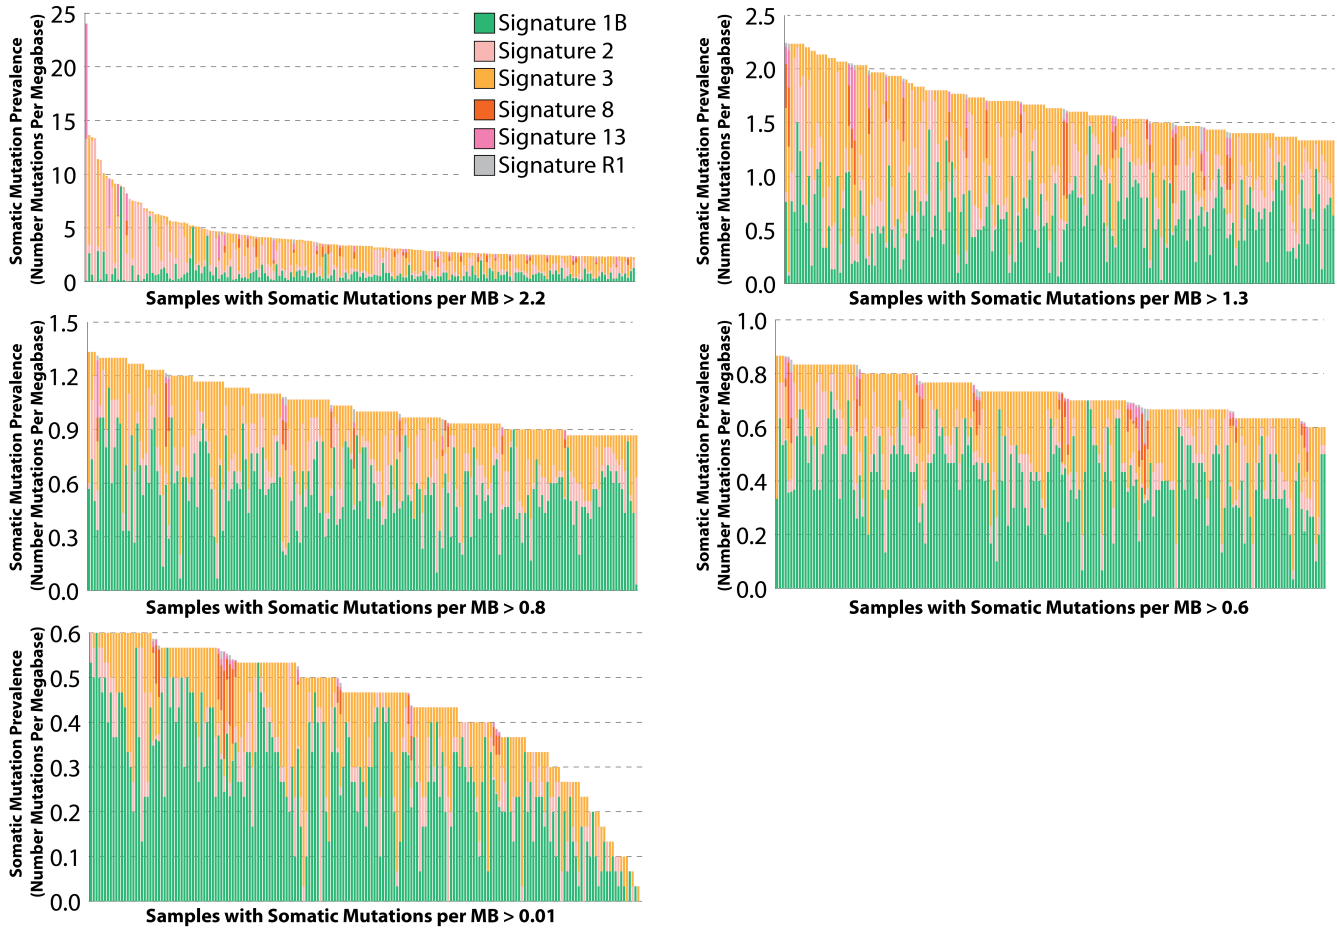 Somatic Mutation Prevalence
(Number Mutations Per Megabase)
25
20
15
10
5
0
Signature 1B
Signature 2
Signature 3
Signature 8
Signature 13
Signature R1
Samples with Somatic Mutations per MB > 2.2
Somatic Mutation Prevalence
(Number Mutations Per Megabase)
2.5
2.0
1.5
1.0
0.5
0.0
Samples with Somatic Mutations per MB > 1.3
Somatic Mutation Prevalence
(Number Mutations Per Megabase)
1.5
1.2
0.9
0.6
0.3
0.0
Samples with Somatic Mutations per MB > 0.8
Somatic Mutation Prevalence
(Number Mutations Per Megabase)
1.0
0.8
0.6
0.4
0.2
0.0
Samples with Somatic Mutations per MB > 0.6
Somatic Mutation Prevalence
(Number Mutations Per Megabase)
0.6
0.5
0.4
0.3
0.2
0.1
0.0
Samples with Somatic Mutations per MB > 0.01